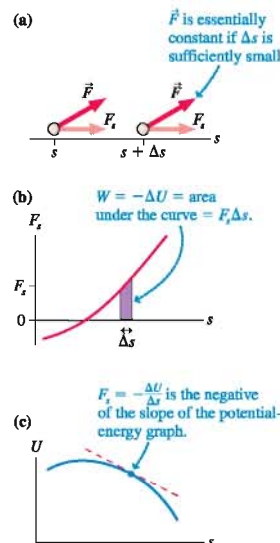 (a)
F⃗ is essentially
constant if Δs is
sufficiently small
F⃗
F⃗
Fₛ
Fₛ
s
s + Δs
s
(b)
W = −ΔU = area
under the curve = FₛΔs.
Fₛ
Fₛ
0
s
Δs
Fₛ = −ΔU/Δs is the negative
of the slope of the potential-
energy graph.
(c)
U
s